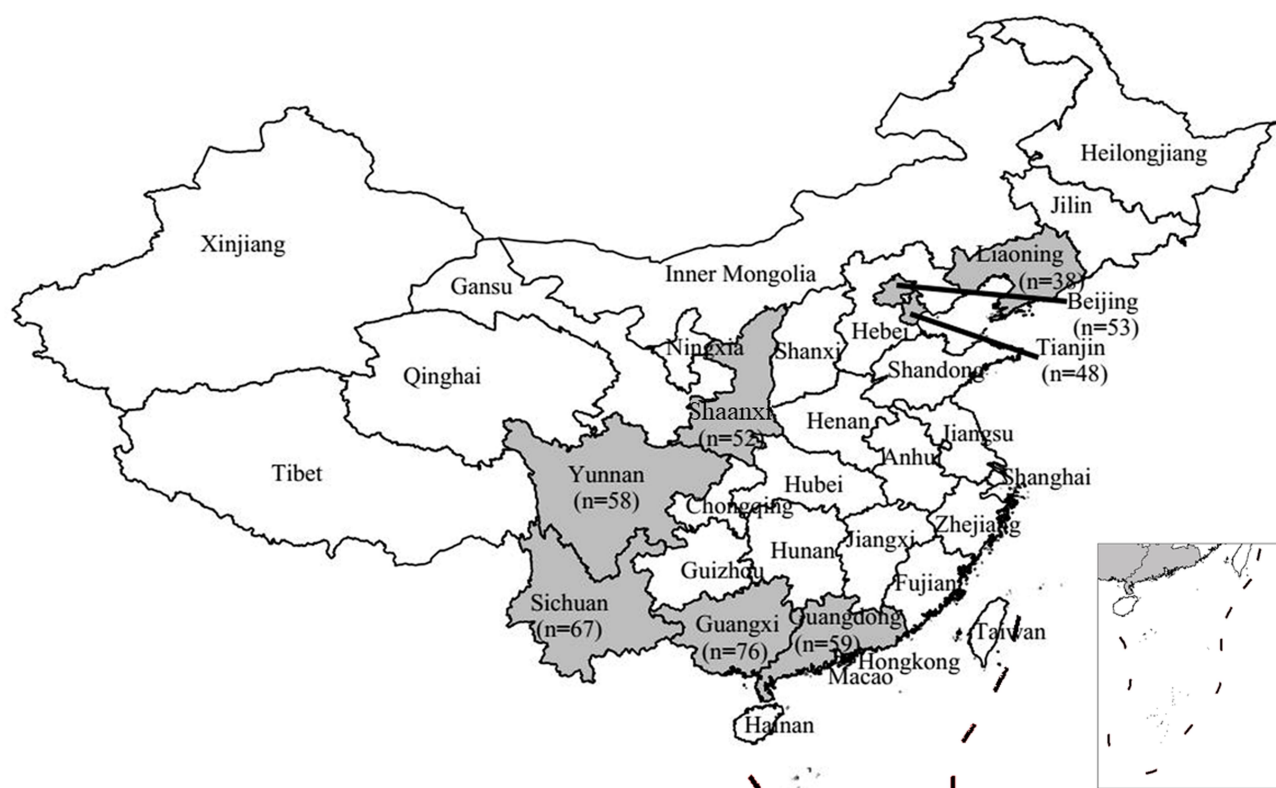 Heilongjiang
Jilin
Xinjiang
Liaoning
(n=38)
Inner Mongolia
Gansu
Beijing
(n=53)
Hebei
Tianjin
(n=48)
Ningxia
Shanxi
Qinghai
Shandong
Shaanxi
(n=52)
Henan
Jiangsu
Anhu
Tibet
Yunnan
(n=58)
Shanghai
Hubei
Chongqing
Zhejiang
Hunan
Jiangxi
Guizhou
Fujian
Sichuan
(n=67)
Guangxi
(n=76)
Guangdong
(n=59)
Taiwan
Hongkong
Macao
Hainan